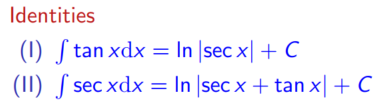 Identities
(I) ∫ tan xdx = ln |sec x| + C
(II) ∫ sec xdx = ln |sec x + tan x| + C